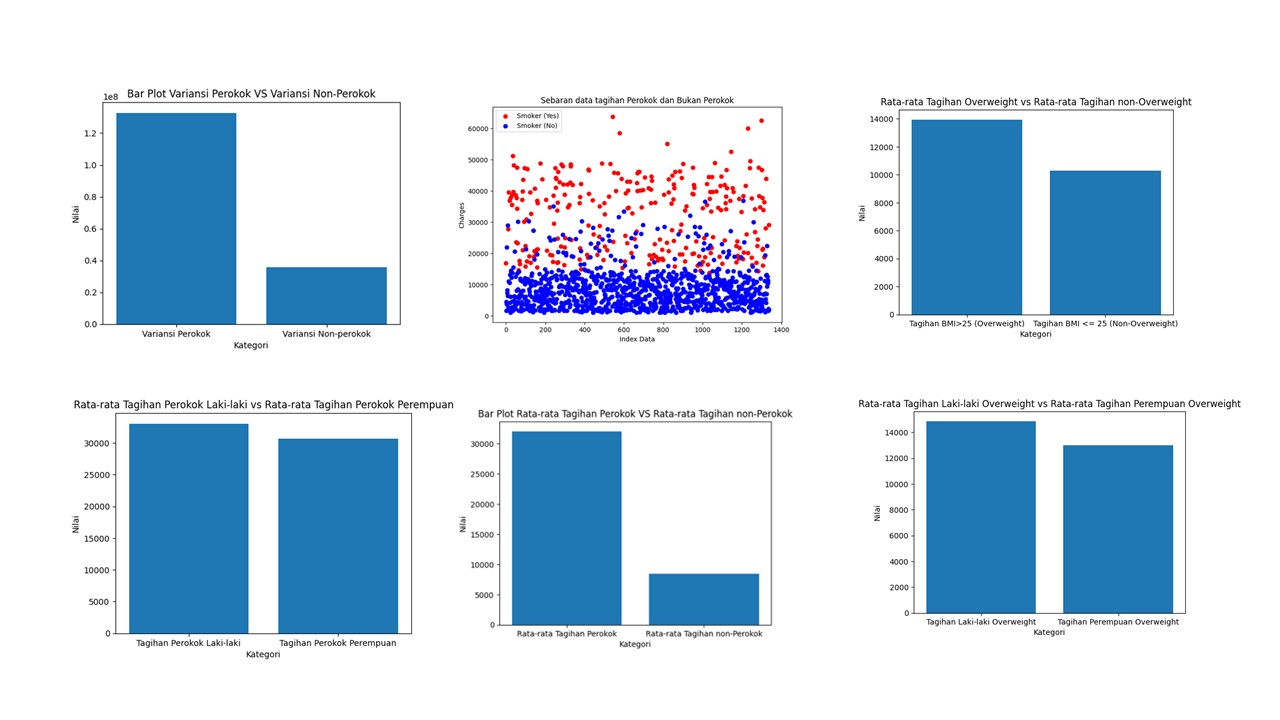 Bar Plot Variansi Perokok VS Variansi Non-Perokok
1e8
1.2
1.0
0.8
0.6
0.4
0.2
0.0
Variansi Perokok
Variansi Non-perokok
Kategori
Sebaran data tagihan Perokok dan Bukan Perokok
Smoker (Yes)
Smoker (No)
Charges
60000
50000
40000
30000
20000
10000
0
0 200 400 600 800 1000 1200 1400
Index Data
Rata-rata Tagihan Overweight vs Rata-rata Tagihan non-Overweight
Nilai
14000
12000
10000
8000
6000
4000
2000
0
Tagihan BMI>25 (Overweight)
Tagihan BMI <= 25 (Non-Overweight)
Kategori
Nilai
Rata-rata Tagihan Perokok Laki-laki vs Rata-rata Tagihan Perokok Perempuan
Nilai
30000
25000
20000
15000
10000
5000
0
Tagihan Perokok Laki-laki
Tagihan Perokok Perempuan
Kategori
Bar Plot Rata-rata Tagihan Perokok VS Rata-rata Tagihan non-Perokok
Nilai
30000
25000
20000
15000
10000
5000
0
Rata-rata Tagihan Perokok
Rata-rata Tagihan non-Perokok
Kategori
Rata-rata Tagihan Laki-laki Overweight vs Rata-rata Tagihan Perempuan Overweight
Nilai
14000
12000
10000
8000
6000
4000
2000
0
Tagihan Laki-laki Overweight
Tagihan Perempuan Overweight
Kategori